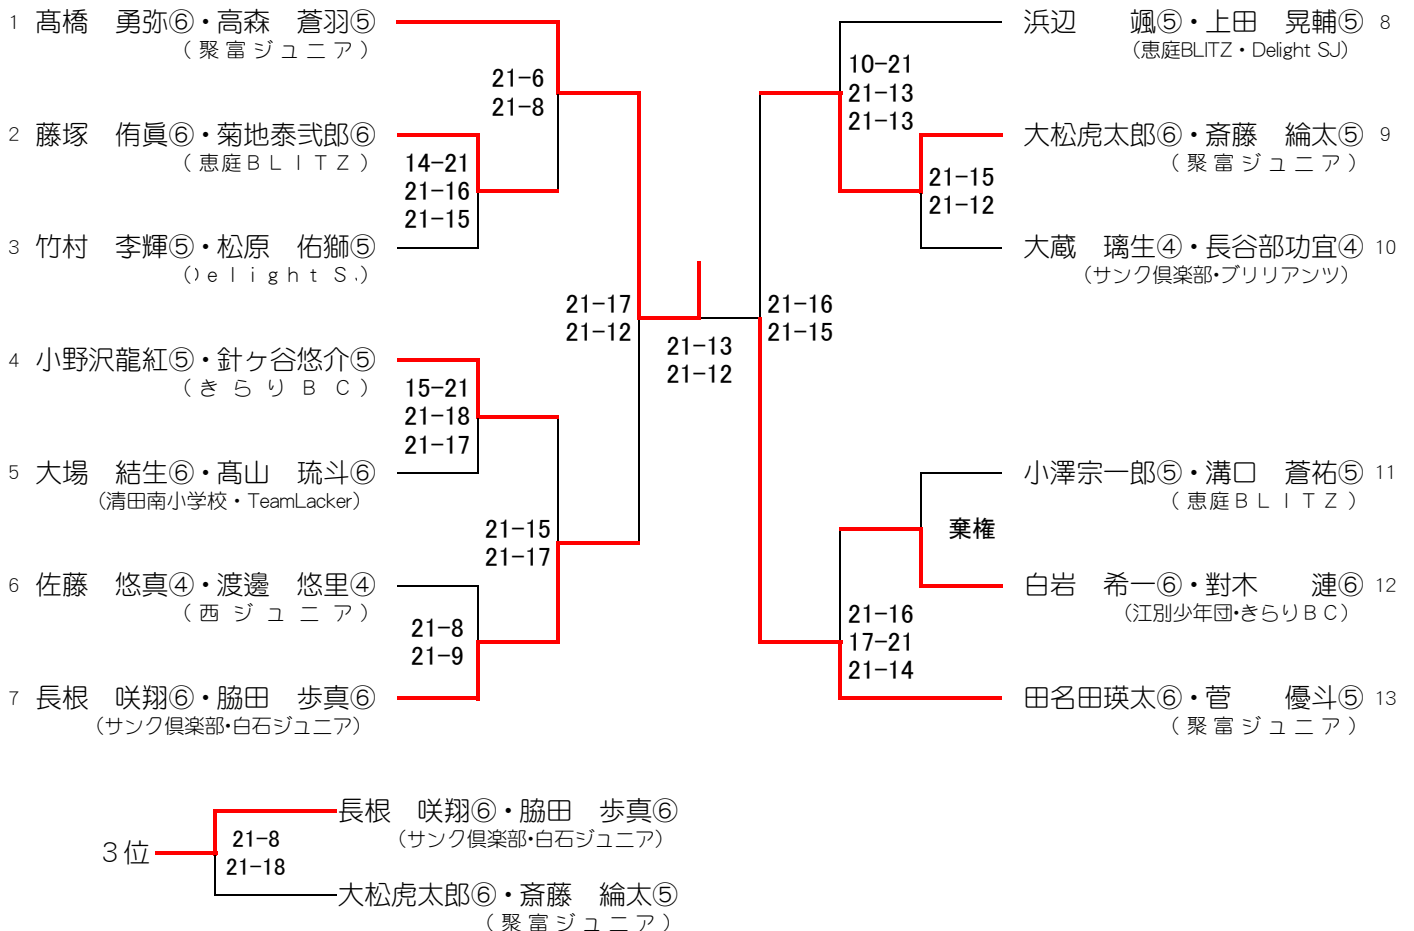 1 髙橋　勇弥⑥・高森　蒼羽⑤
（聚富ジュニア）
21-6
21-8
2 藤塚　侑眞⑥・菊地泰弐郎⑥
（恵庭ＢＬＩＴＺ）
14-21
21-16
21-15
3 竹村　李輝⑤・松原　佑獅⑤
21-17
21-12
4 小野沢龍紅⑤・針ヶ谷悠介⑤
（きらりＢＣ）
15-21
21-18
21-17
5 大場　結生⑥・髙山　琉斗⑥
（清田南小学校・TeamLacker）
21-15
21-17
6 佐藤　悠真④・渡邊　悠里④
（西ジュニア）
21-8
21-9
7 長根　咲翔⑥・脇田　歩真⑥
（サンク倶楽部・白石ジュニア）
21-13
21-12
浜辺　颯⑤・上田　晃輔⑤ 8
（恵庭BLITZ・Delight SJ）
10-21
21-13
21-13
大松虎太郎⑥・斎藤　綸太⑤ 9
（聚富ジュニア）
21-15
21-12
大蔵　璃生④・長谷部功宜④ 10
（サンク倶楽部・ブリリアンツ）
21-16
21-15
小澤宗一郎⑤・溝口　蒼祐⑤ 11
（恵庭ＢＬＩＴＺ）
棄権
白岩　希一⑥・對木　漣⑥ 12
（江別少年団・きらりＢＣ）
21-16
17-21
21-14
田名田瑛太⑥・菅　優斗⑤ 13
（聚富ジュニア）
長根　咲翔⑥・脇田　歩真⑥
（サンク倶楽部・白石ジュニア）
３位
21-8
21-18
大松虎太郎⑥・斎藤　綸太⑤
（聚富ジュニア）